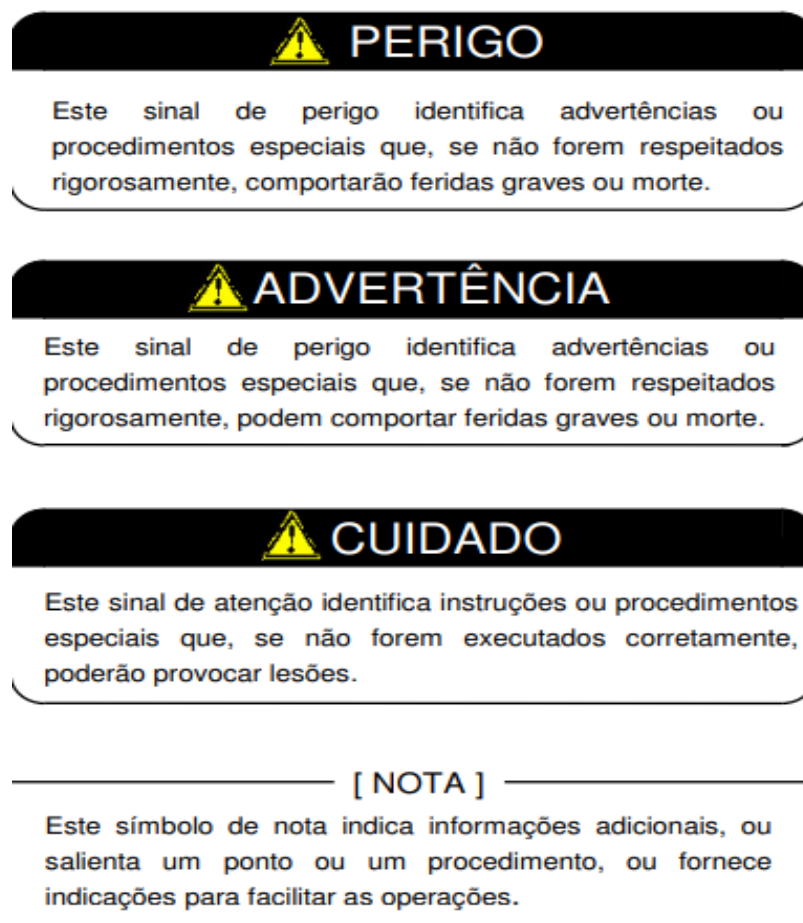 PERIGO
Este sinal de perigo identifica advertências ou
procedimentos especiais que, se não forem respeitados
rigorosamente, comportarão feridas graves ou morte.
ADVERTÊNCIA
Este sinal de perigo identifica advertências ou
procedimentos especiais que, se não forem respeitados
rigorosamente, podem comportar feridas graves ou morte.
CUIDADO
Este sinal de atenção identifica instruções ou procedimentos
especiais que, se não forem executados corretamente,
poderão provocar lesões.
[ NOTA ]
Este símbolo de nota indica informações adicionais, ou
salienta um ponto ou um procedimento, ou fornece
indicações para facilitar as operações.